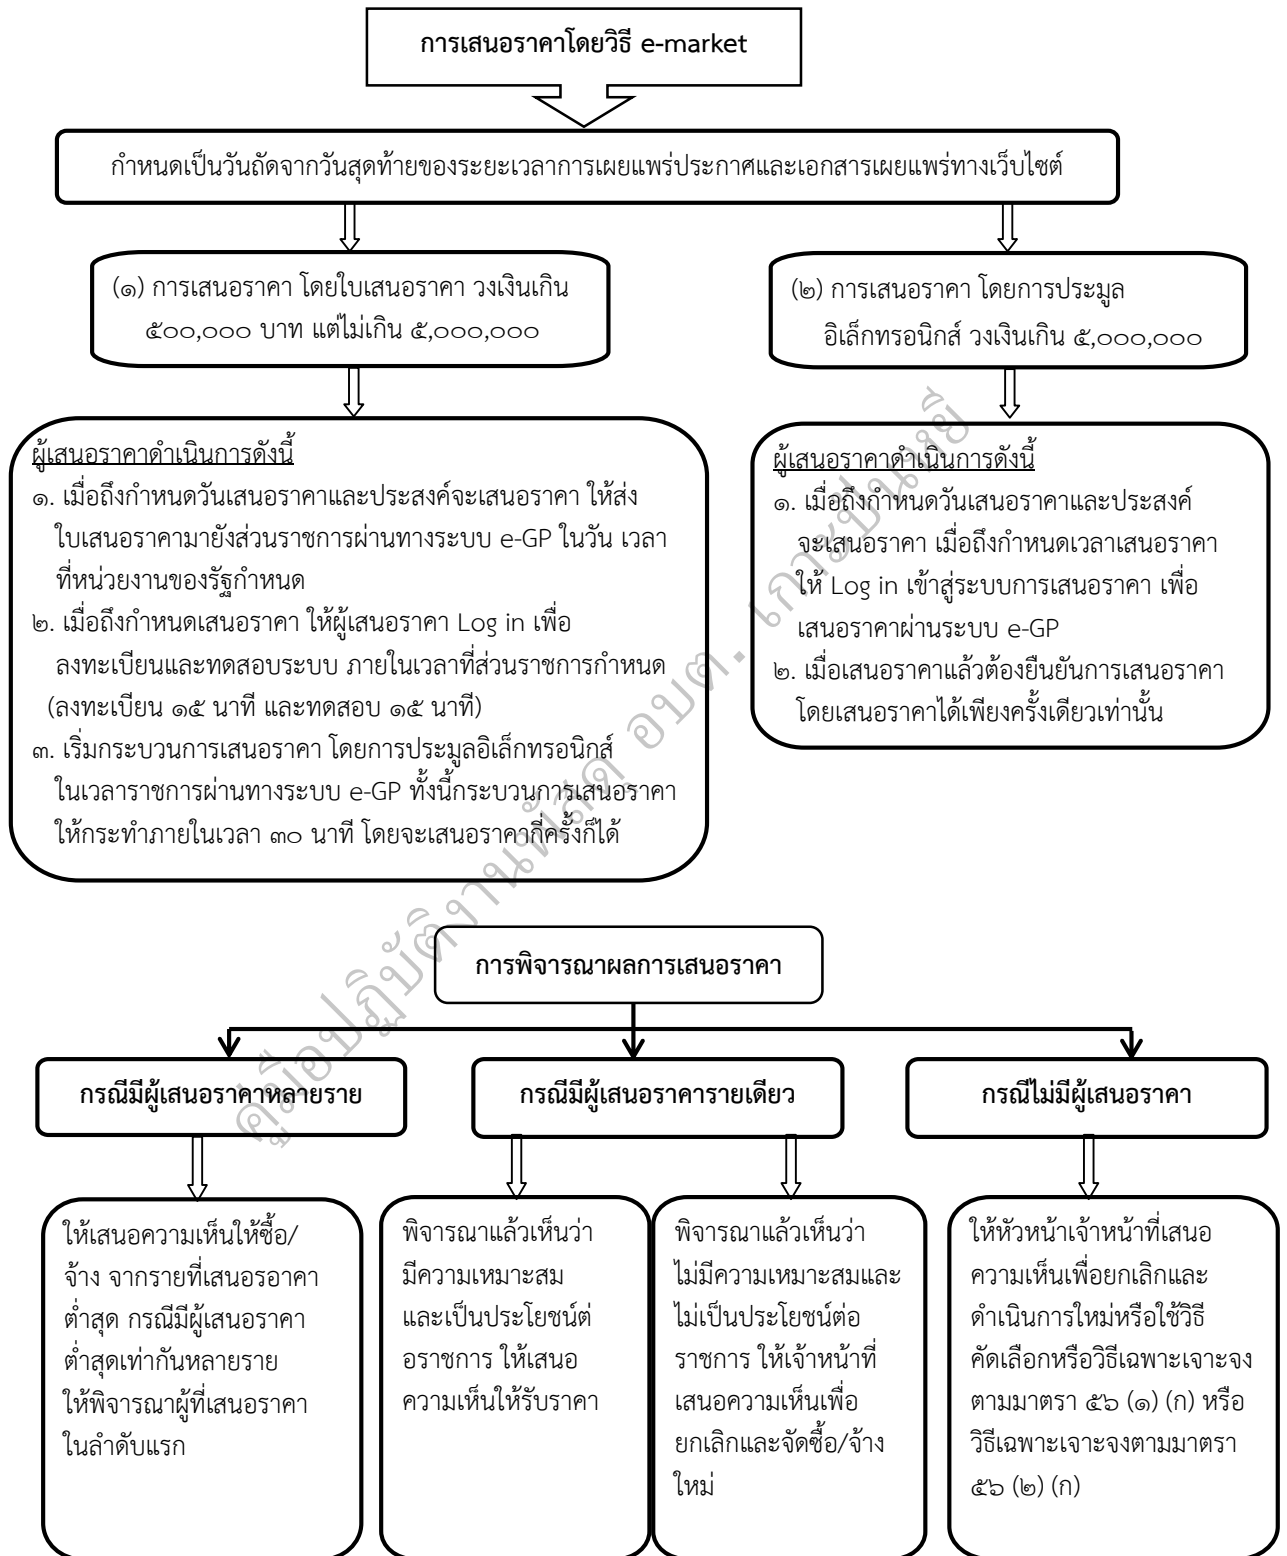 การเสนอราคาโดยวิธี e-market
กำหนดเป็นวันถัดจากวันสุดท้ายของระยะเวลาการเผยแพร่ประกาศและเอกสารเผยแพร่ทางเว็บไซต์
(๑) การเสนอราคา โดยใบเสนอราคา วงเงินเกิน
๕๐๐,๐๐๐ บาท แต่ไม่เกิน ๕,๐๐๐,๐๐๐
(๒) การเสนอราคา โดยการประมูล
อิเล็กทรอนิกส์ วงเงินเกิน ๕,๐๐๐,๐๐๐
ผู้เสนอราคาดำเนินการดังนี้
๑. เมื่อถึงกำหนดวันเสนอราคาและประสงค์จะเสนอราคา ให้ส่ง
ใบเสนอราคามายังส่วนราชการผ่านทางระบบ e-GP ในวัน เวลา
ที่หน่วยงานของรัฐกำหนด
๒. เมื่อถึงกำหนดเสนอราคา ให้ผู้เสนอราคา Log in เพื่อ
ลงทะเบียนและทดสอบระบบ ภายในเวลาที่ส่วนราชการกำหนด
(ลงทะเบียน ๑๕ นาที และทดสอบ ๑๕ นาที)
๓. เริ่มกระบวนการเสนอราคา โดยการประมูลอิเล็กทรอนิกส์
ในเวลาราชการผ่านทางระบบ e-GP ทั้งนี้กระบวนการเสนอราคา
ให้กระทำภายในเวลา ๓๐ นาที โดยจะเสนอราคากี่ครั้งก็ได้
ผู้เสนอราคาดำเนินการดังนี้
๑. เมื่อถึงกำหนดวันเสนอราคาและประสงค์
จะเสนอราคา เมื่อถึงกำหนดเวลาเสนอราคา
ให้ Log in เข้าสู่ระบบการเสนอราคา เพื่อ
เสนอราคาผ่านระบบ e-GP
๒. เมื่อเสนอราคาแล้วต้องยืนยันการเสนอราคา
โดยเสนอราคาได้เพียงครั้งเดียวเท่านั้น
คู่มือปฏิบัติงานพัสดุ อบต. เกาะปันหยี
การพิจารณาผลการเสนอราคา
กรณีมีผู้เสนอราคาหลายราย
กรณีมีผู้เสนอราคารายเดียว
กรณีไม่มีผู้เสนอราคา
ให้เสนอความเห็นให้ซื้อ/
จ้าง จากรายที่เสนอรอาคา
ต่ำสุด กรณีมีผู้เสนอราคา
ต่ำสุดเท่ากันหลายราย
ให้พิจารณาผู้ที่เสนอราคา
ในลำดับแรก
พิจารณาแล้วเห็นว่า
มีความเหมาะสม
และเป็นประโยชน์ต่
อราชการ ให้เสนอ
ความเห็นให้รับราคา
พิจารณาแล้วเห็นว่า
ไม่มีความเหมาะสมและ
ไม่เป็นประโยชน์ต่อ
ราชการ ให้เจ้าหน้าที่
เสนอความเห็นเพื่อ
ยกเลิกและจัดซื้อ/จ้าง
ใหม่
ให้หัวหน้าเจ้าหน้าที่เสนอ
ความเห็นเพื่อยกเลิกและ
ดำเนินการใหม่หรือใช้วิธี
คัดเลือกหรือวิธีเฉพาะเจาะจง
ตามมาตรา ๕๖ (๑) (ก) หรือ
วิธีเฉพาะเจาะจงตามมาตรา
๕๖ (๒) (ก)